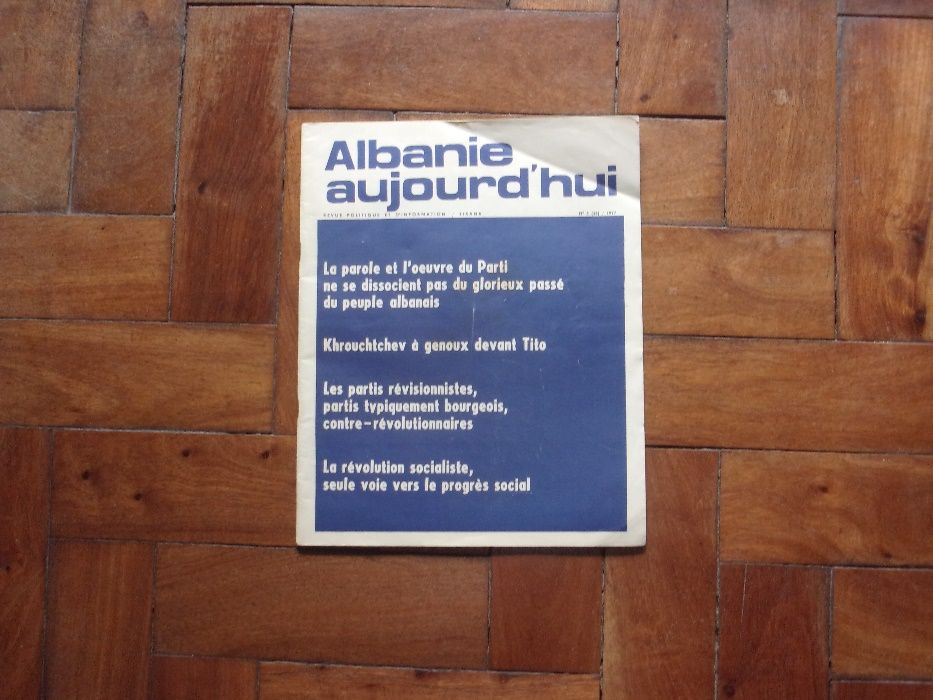 Albanie
aujourd'hui
REVUE POLITIQUE ET D'INFORMATION / TIRANA
1977
La parole et l'oeuvre du Parti
ne se dissocient pas du glorieux passé
du peuple albanais
Khrouchtchev à genoux devant Tito
Les partis révisionnistes,
partis typiquement bourgeois,
contre-révolutionnaires
La révolution socialiste,
seule voie vers le progrès social